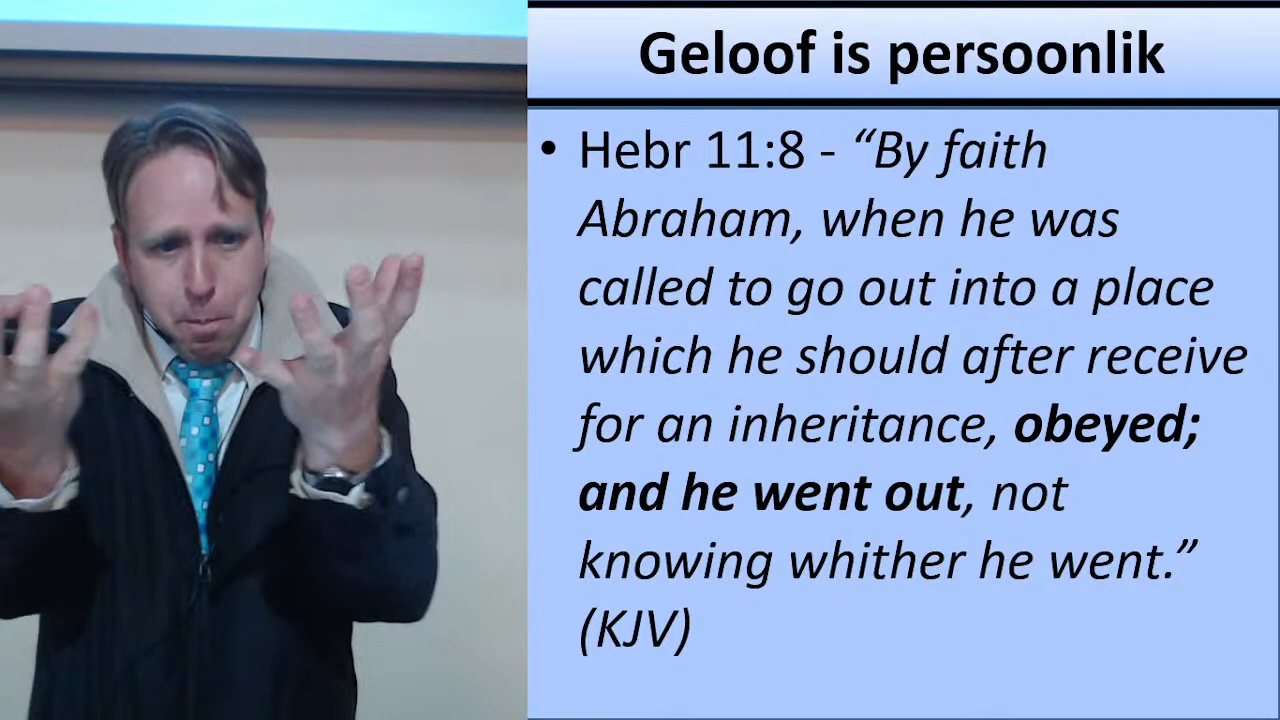 Geloof is persoonlik
• Hebr 11:8 - “By faith
Abraham, when he was
called to go out into a place
which he should after receive
for an inheritance, obeyed;
and he went out, not
knowing whither he went.”
(KJV)